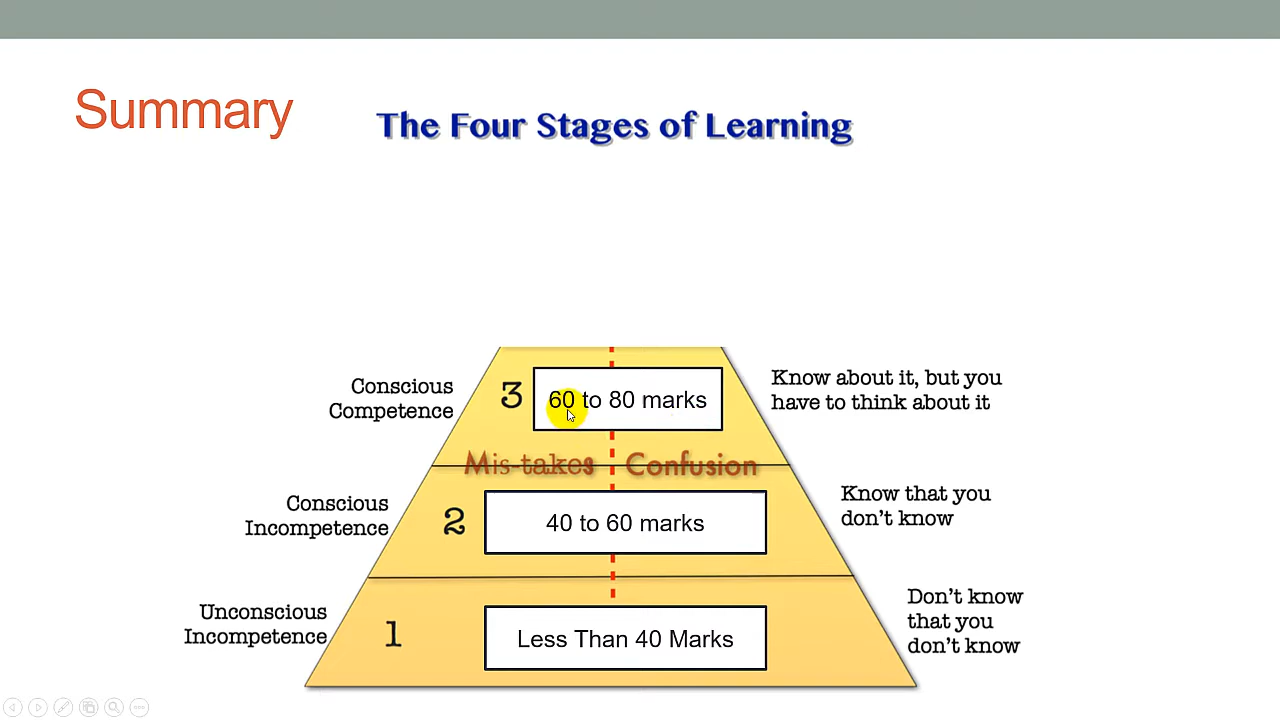 Summary
The Four Stages of Learning
Conscious
Competence
3
60 to 80 marks
Know about it, but you
have to think about it
Mis-takes
Confusion
Conscious
Incompetence
2
40 to 60 marks
Know that you
don't know
Unconscious
Incompetence
1
Less Than 40 Marks
Don't know
that you
don't know